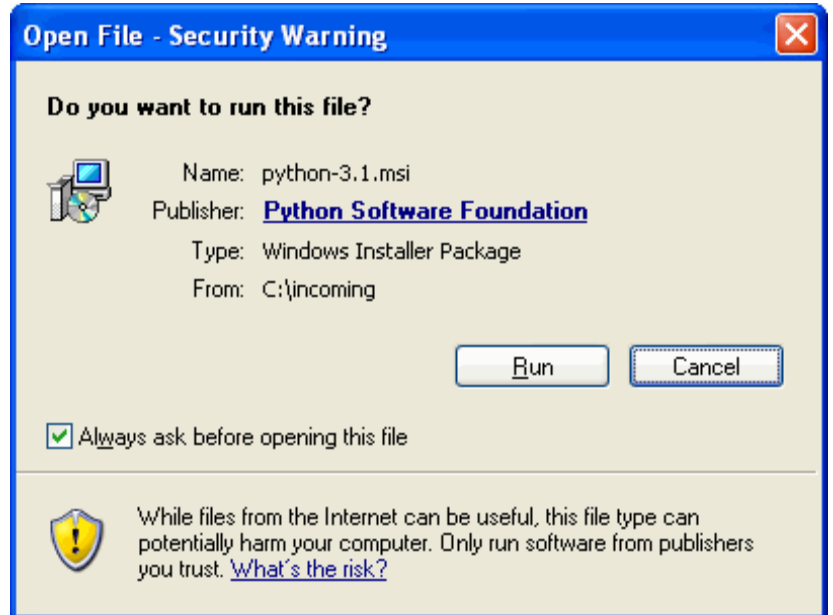 Open File - Security Warning
Do you want to run this file?
Name: python-3.1.msi
Publisher: Python Software Foundation
Type: Windows Installer Package
From: C:\incoming
Run Cancel
Always ask before opening this file
While files from the Internet can be useful, this file type can
potentially harm your computer. Only run software from publishers
you trust. What's the risk?